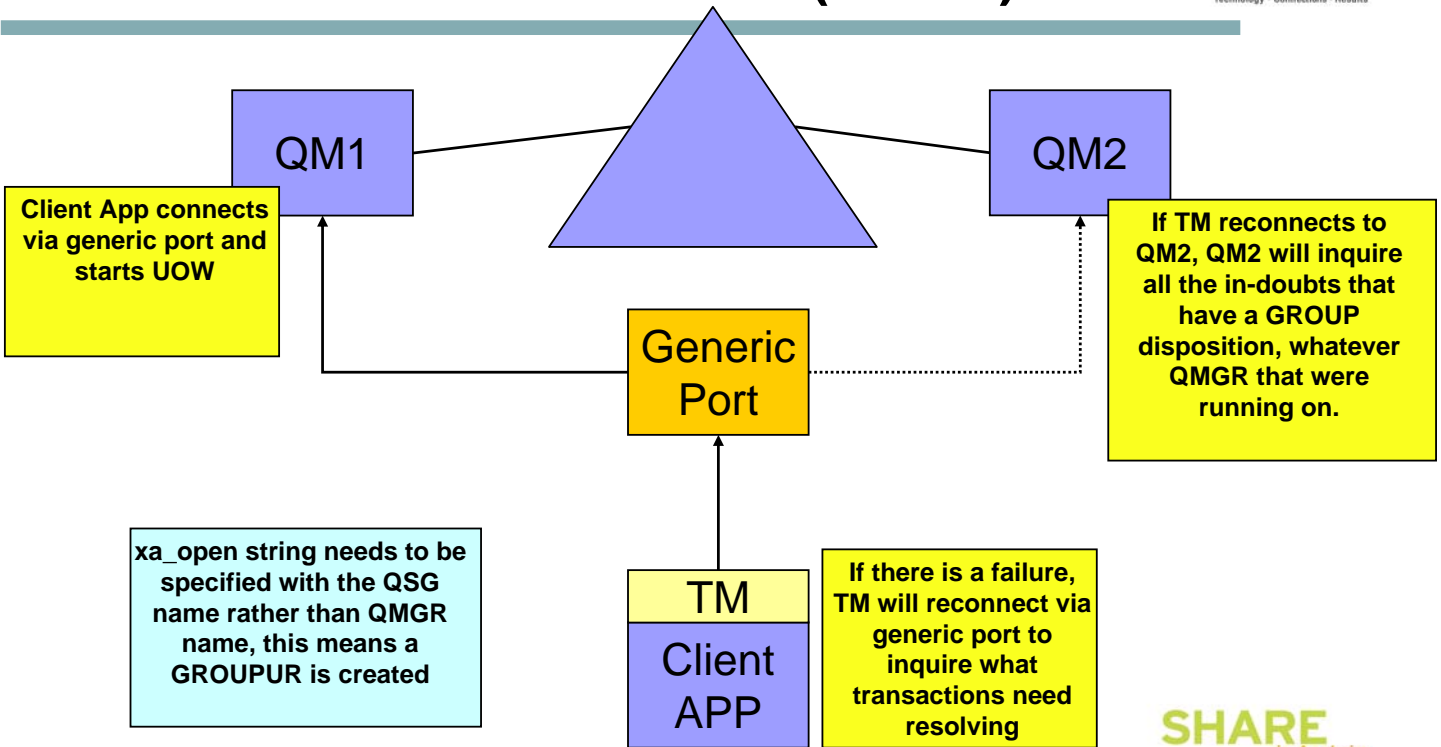 Technology · Connections · Results
QM1
QM2
Client App connects
via generic port and
starts UOW
If TM reconnects to
QM2, QM2 will inquire
all the in-doubts that
have a GROUP
disposition, whatever
QMGR that were
running on.
Generic
Port
xa_open string needs to be
specified with the QSG
name rather than QMGR
name, this means a
GROUPUR is created
TM
Client
APP
If there is a failure,
TM will reconnect via
generic port to
inquire what
transactions need
resolving
SHARE